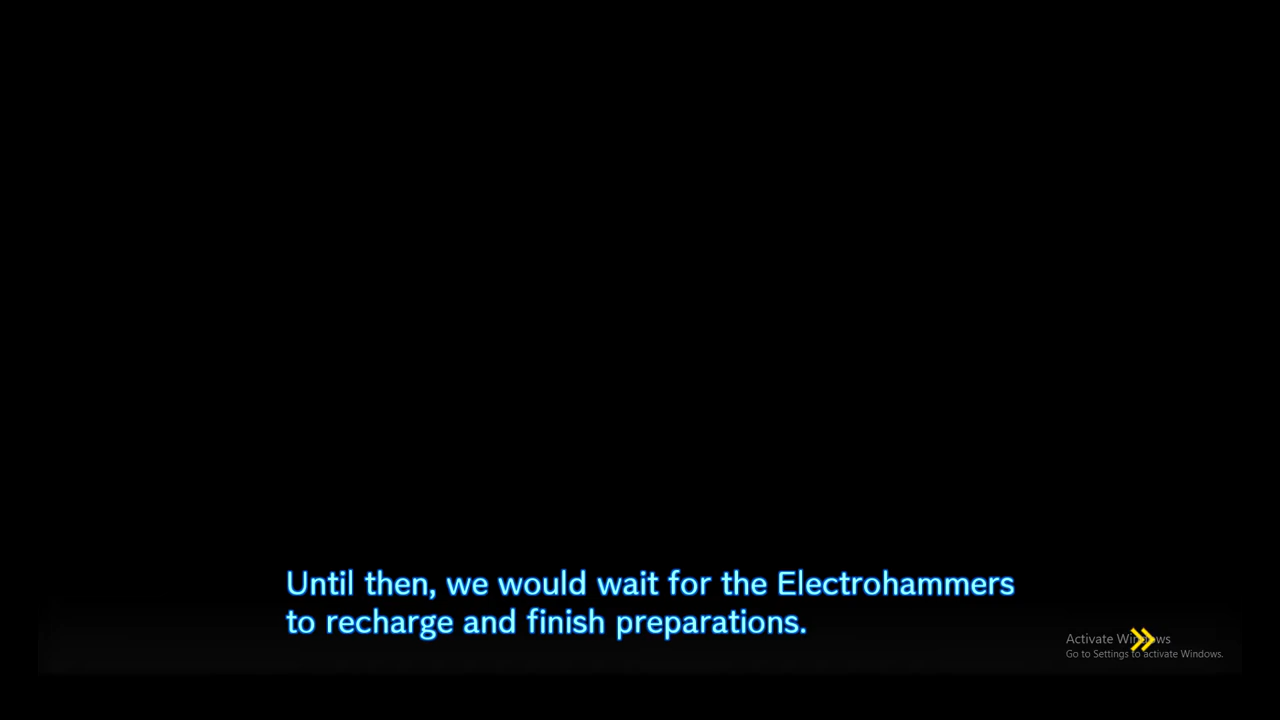 Until then, we would wait for the Electrohammers
to recharge and finish preparations.
Activate Windows
Go to Settings to activate Windows.